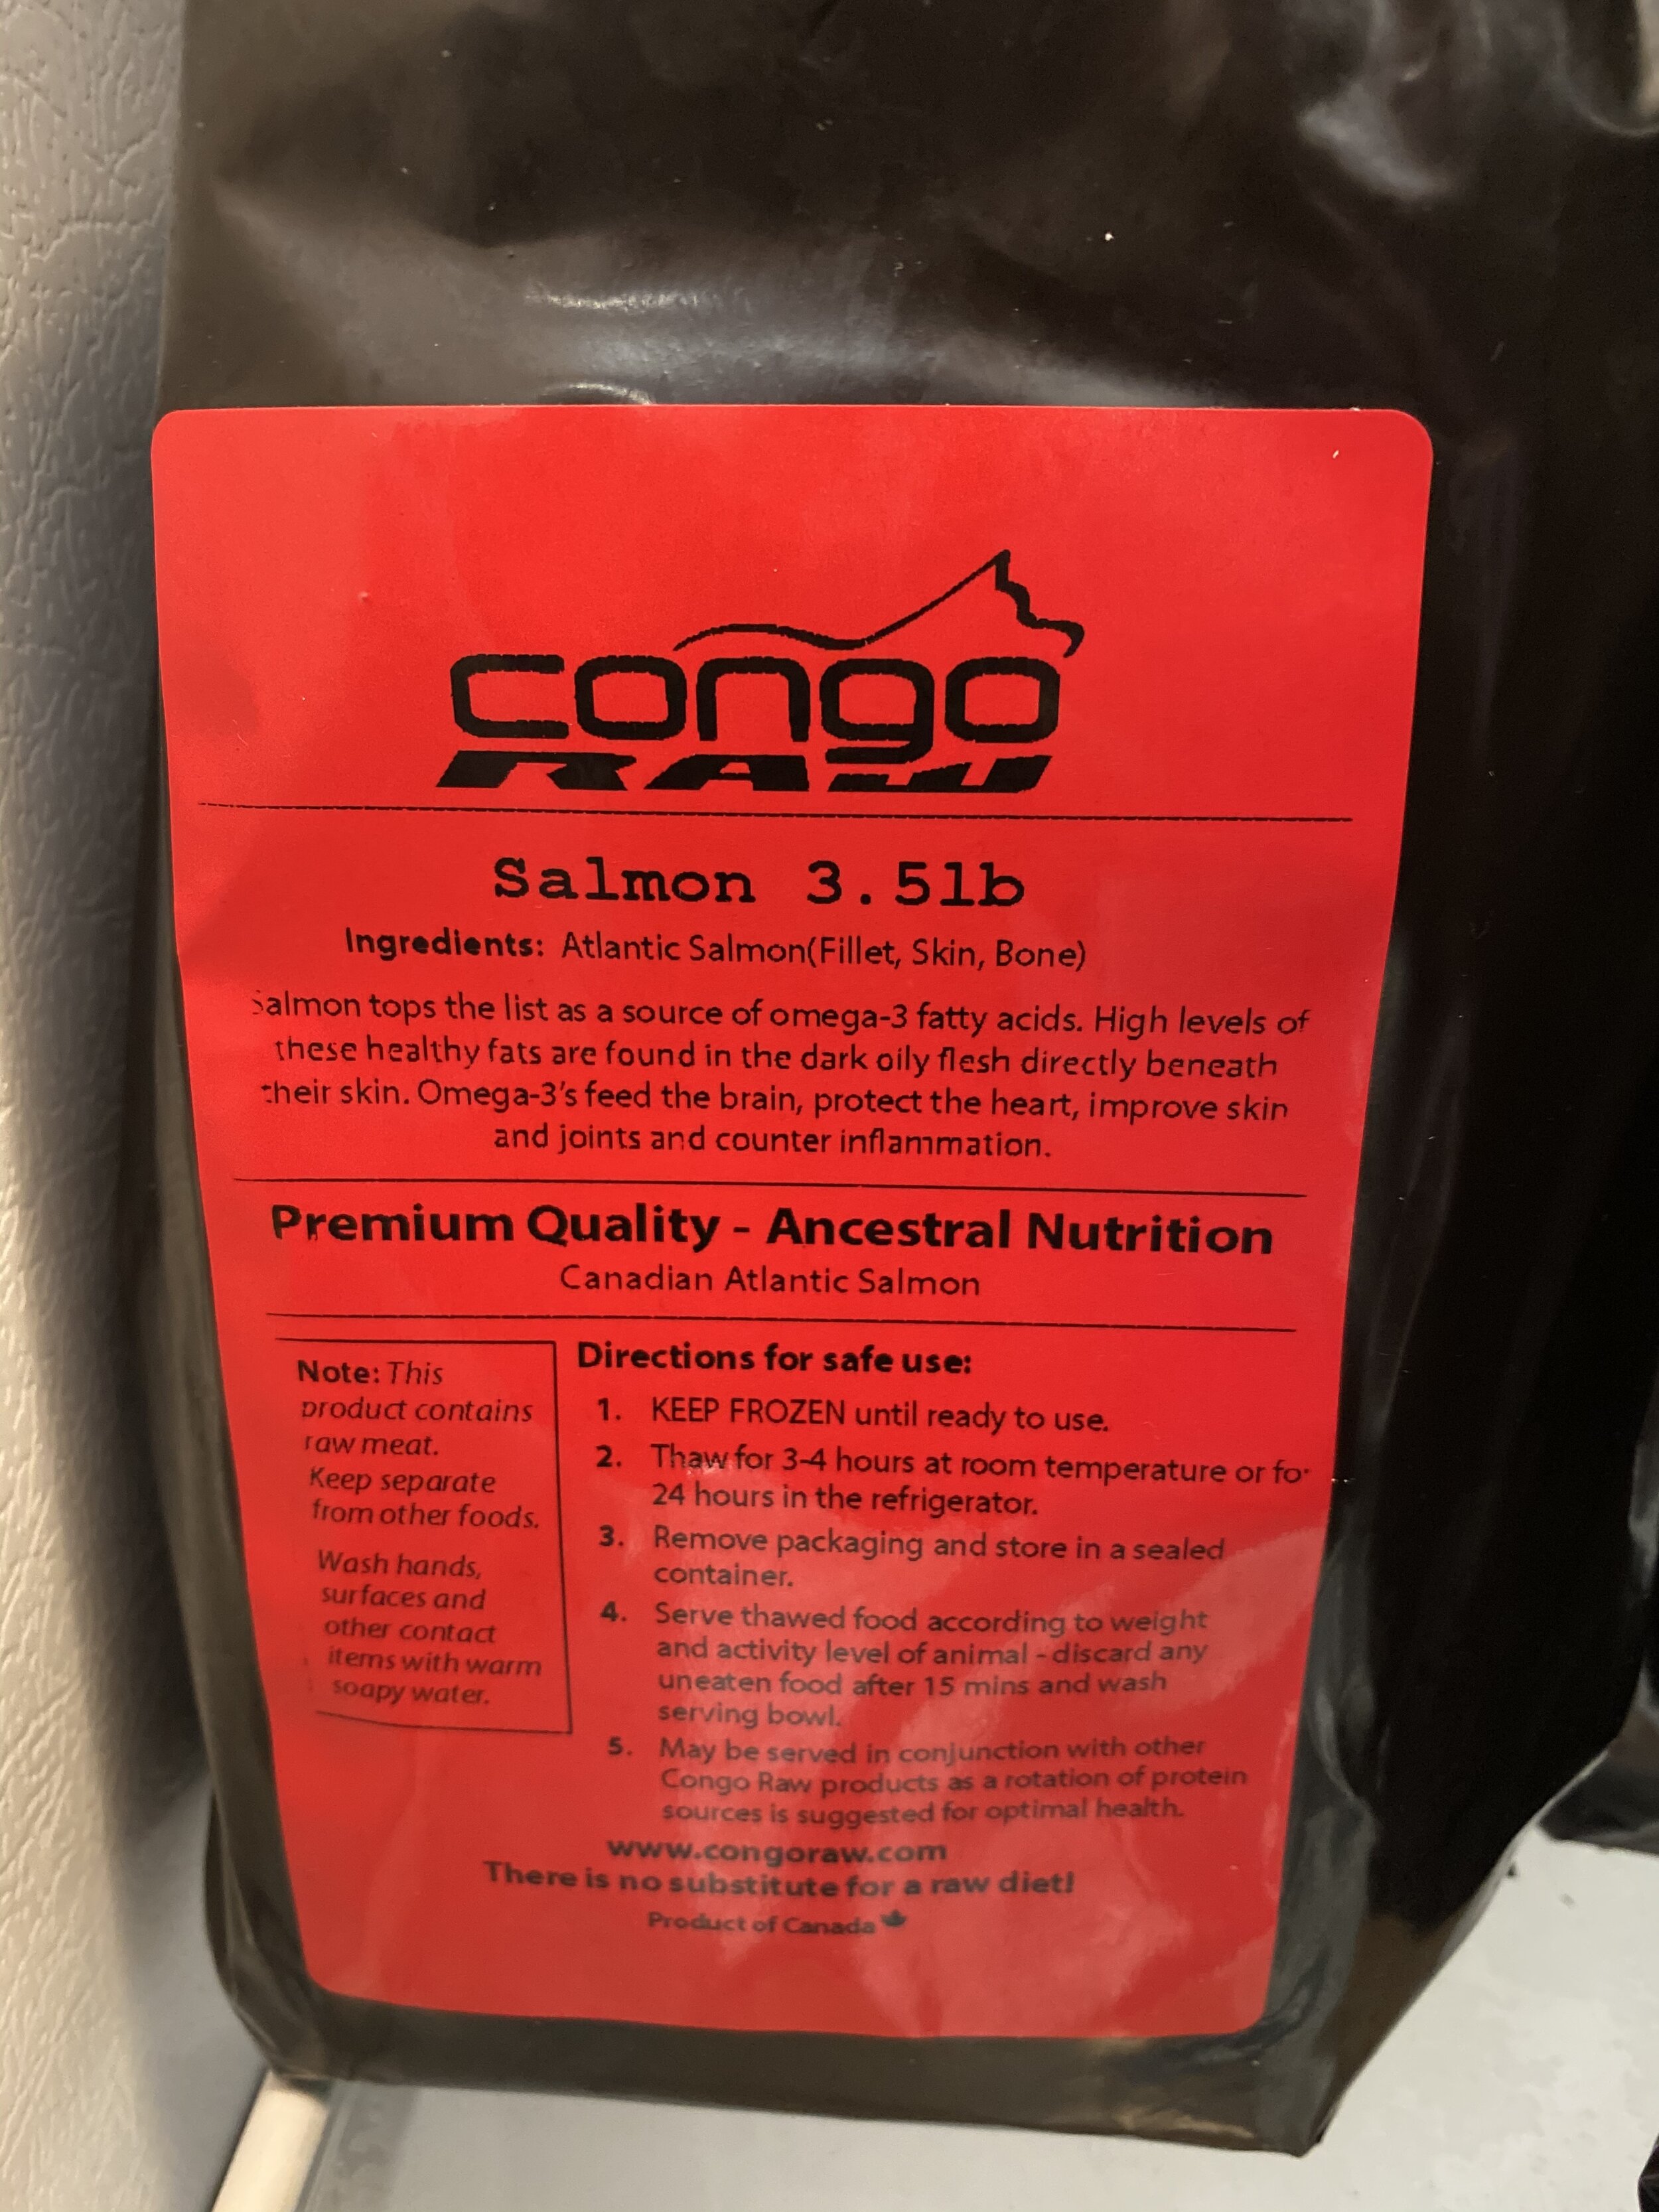 congo
RAW
Salmon 3.5lb
Ingredients: Atlantic Salmon(Fillet, Skin, Bone)
Salmon tops the list as a source of omega-3 fatty acids. High levels of
these healthy fats are found in the dark oily flesh directly beneath
their skin. Omega-3's feed the brain, protect the heart, improve skin
and joints and counter inflammation.
Premium Quality - Ancestral Nutrition
Canadian Atlantic Salmon
Note: This
product contains
raw meat.
Keep separate
from other foods.
Wash hands,
surfaces and
other contact
items with warm
soapy water.
Directions for safe use:
1. KEEP FROZEN until ready to use.
2. Thaw for 3-4 hours at room temperature or for
24 hours in the refrigerator.
3. Remove packaging and store in a sealed
container.
4. Serve thawed food according to weight
and activity level of animal - discard any
uneaten food after 15 mins and wash
serving bowl.
5. May be served in conjunction with other
Congo Raw products as a rotation of protein
sources is suggested for optimal health.
www.congoraw.com
There is no substitute for a raw diet!
Product of Canada